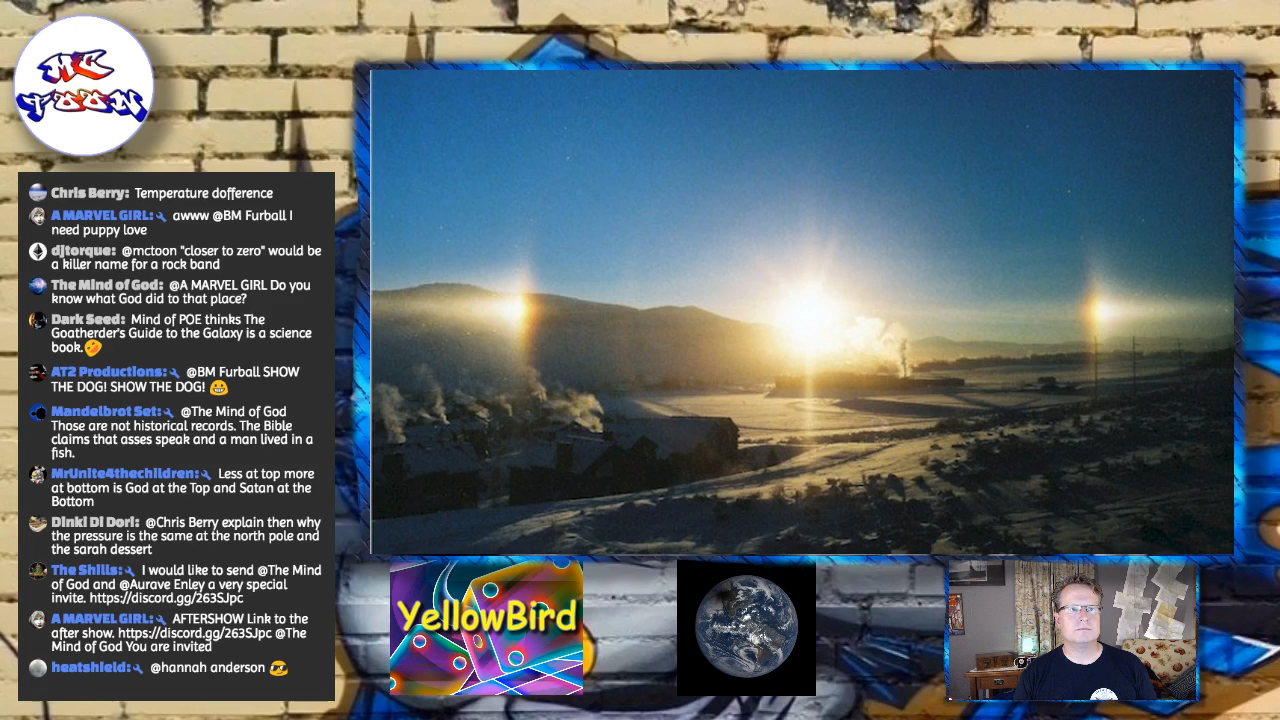 MC
TOON
Chris Berry: Temperature dofference
A MARVEL GIRL: awww @BM Furball I
need puppy love
djtorque: @mctoon "closer to zero" would be
a killer name for a rock band
The Mind of God: @A MARVEL GIRL Do you
know what God did to that place?
Dark Seed: Mind of POE thinks The
Goatherder's Guide to the Galaxy is a science
book.🤣
AT2 Productions: @BM Furball SHOW
THE DOG! SHOW THE DOG! 😀
Mandelbrot Set: @The Mind of God
Those are not historical records. The Bible
claims that asses speak and a man lived in a
fish.
MrUnite4thechildren: Less at top more
at bottom is God at the Top and Satan at the
Bottom
Dinki Di Dori: @Chris Berry explain then why
the pressure is the same at the north pole and
the sarah dessert
The Shills: I would like to send @The Mind
of God and @Aurave Enley a very special
invite. https://discord.gg/263SJpc
A MARVEL GIRL: AFTERSHOW Link to the
after show. https://discord.gg/263SJpc @The
Mind of God You are invited
heatshield: @hannah anderson 😎
YellowBird